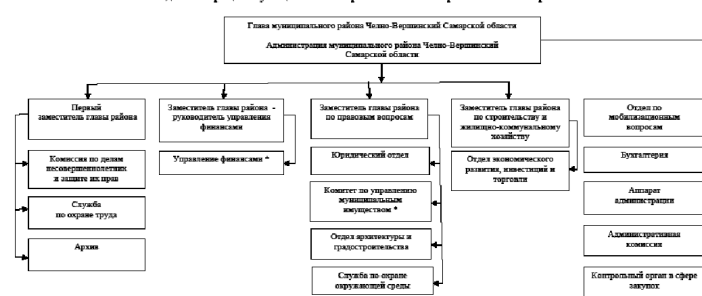 Глава муниципального района Челно-Вершинский Самарской области
Администрация муниципального района Челно-Вершинский
Самарской области
Первый
заместитель главы района
Заместитель главы района -
руководитель управления
финансами
Заместитель главы района
по правовым вопросам
Заместитель главы района
по строительству и
жилищно-коммунальному
хозяйству
Отдел по
мобилизационным
вопросам
Комиссия по делам
несовершеннолетних
и защите их прав
Управление финансами *
Юридический отдел
Отдел экономического
развития, инвестиций и
торговли
Бухгалтерия
Служба
по охране труда
Комитет по управлению
муниципальным
имуществом *
Аппарат
администрации
Архив
Отдел архитектуры и
градостроительства
Административная
комиссия
Служба по охране
окружающей среды
Контрольный орган в сфере
закупок